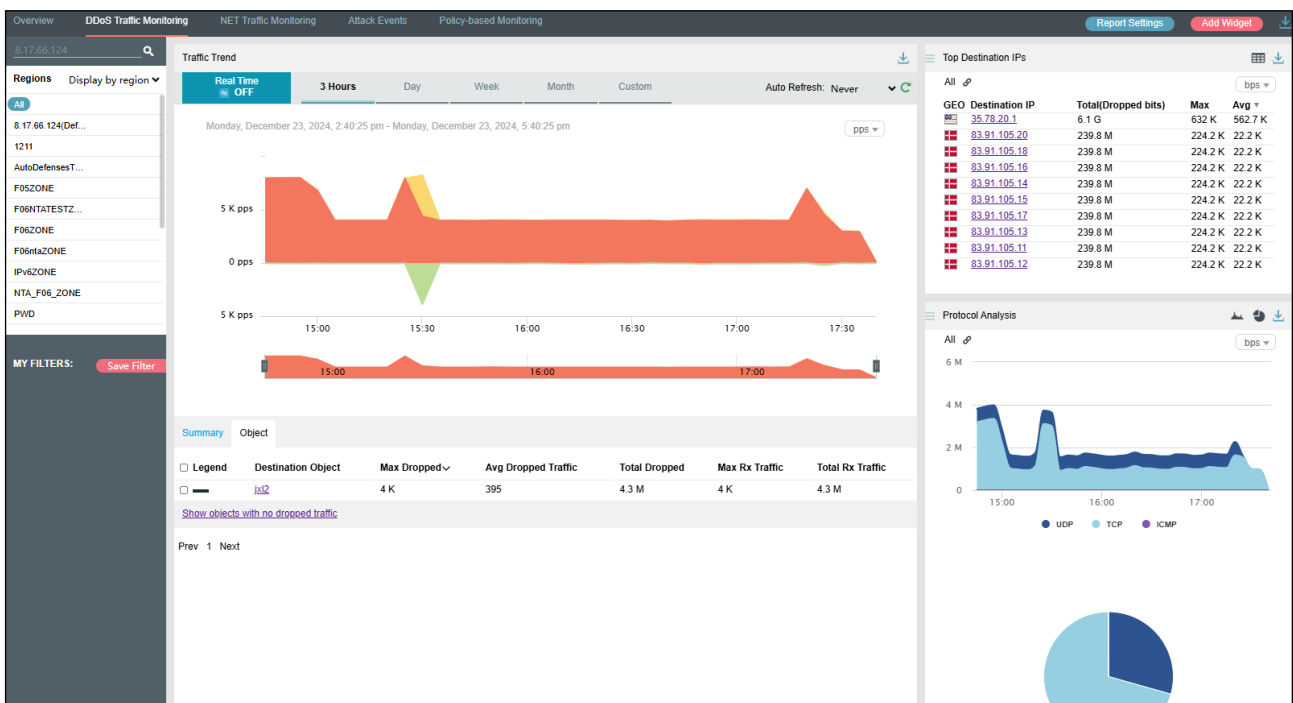 Overview DDoS Traffic Monitoring NET Traffic Monitoring Attack Events Policy-based Monitoring Report Settings Add Widget
8.17.66.124
Regions Display by region
All
8.17.66.124(Def...
1211
AutoDefensesT...
F05ZONE
F06NTATESTZ...
F06ZONE
F06ntaZONE
IPv6ZONE
NTA_F06_ZONE
PWD
MY FILTERS: Save Filter
Traffic Trend
Real Time
OFF
3 Hours Day Week Month Custom Auto Refresh: Never
Monday, December 23, 2024, 2:40:25 pm - Monday, December 23, 2024, 5:40:25 pm
pps
5 K pps
0 pps
5 K pps
15:00 15:30 16:00 16:30 17:00 17:30
15:00 16:00 17:00
Summary Object
Legend Destination Object Max Dropped Avg Dropped Traffic Total Dropped Max Rx Traffic Total Rx Traffic
jxl2 4 K 395 4.3 M 4 K 4.3 M
Show objects with no dropped traffic
Prev 1 Next
Top Destination IPs
All bps
GEO Destination IP Total(Dropped bits) Max Avg
35.78.20.1 6.1 G 632 K 562.7 K
83.91.105.20 239.8 M 224.2 K 22.2 K
83.91.105.18 239.8 M 224.2 K 22.2 K
83.91.105.16 239.8 M 224.2 K 22.2 K
83.91.105.14 239.8 M 224.2 K 22.2 K
83.91.105.15 239.8 M 224.2 K 22.2 K
83.91.105.17 239.8 M 224.2 K 22.2 K
83.91.105.13 239.8 M 224.2 K 22.2 K
83.91.105.11 239.8 M 224.2 K 22.2 K
83.91.105.12 239.8 M 224.2 K 22.2 K
Protocol Analysis
All bps
6 M
4 M
2 M
0
15:00 16:00 17:00
UDP TCP ICMP